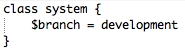 class system {
    $branch = development
}